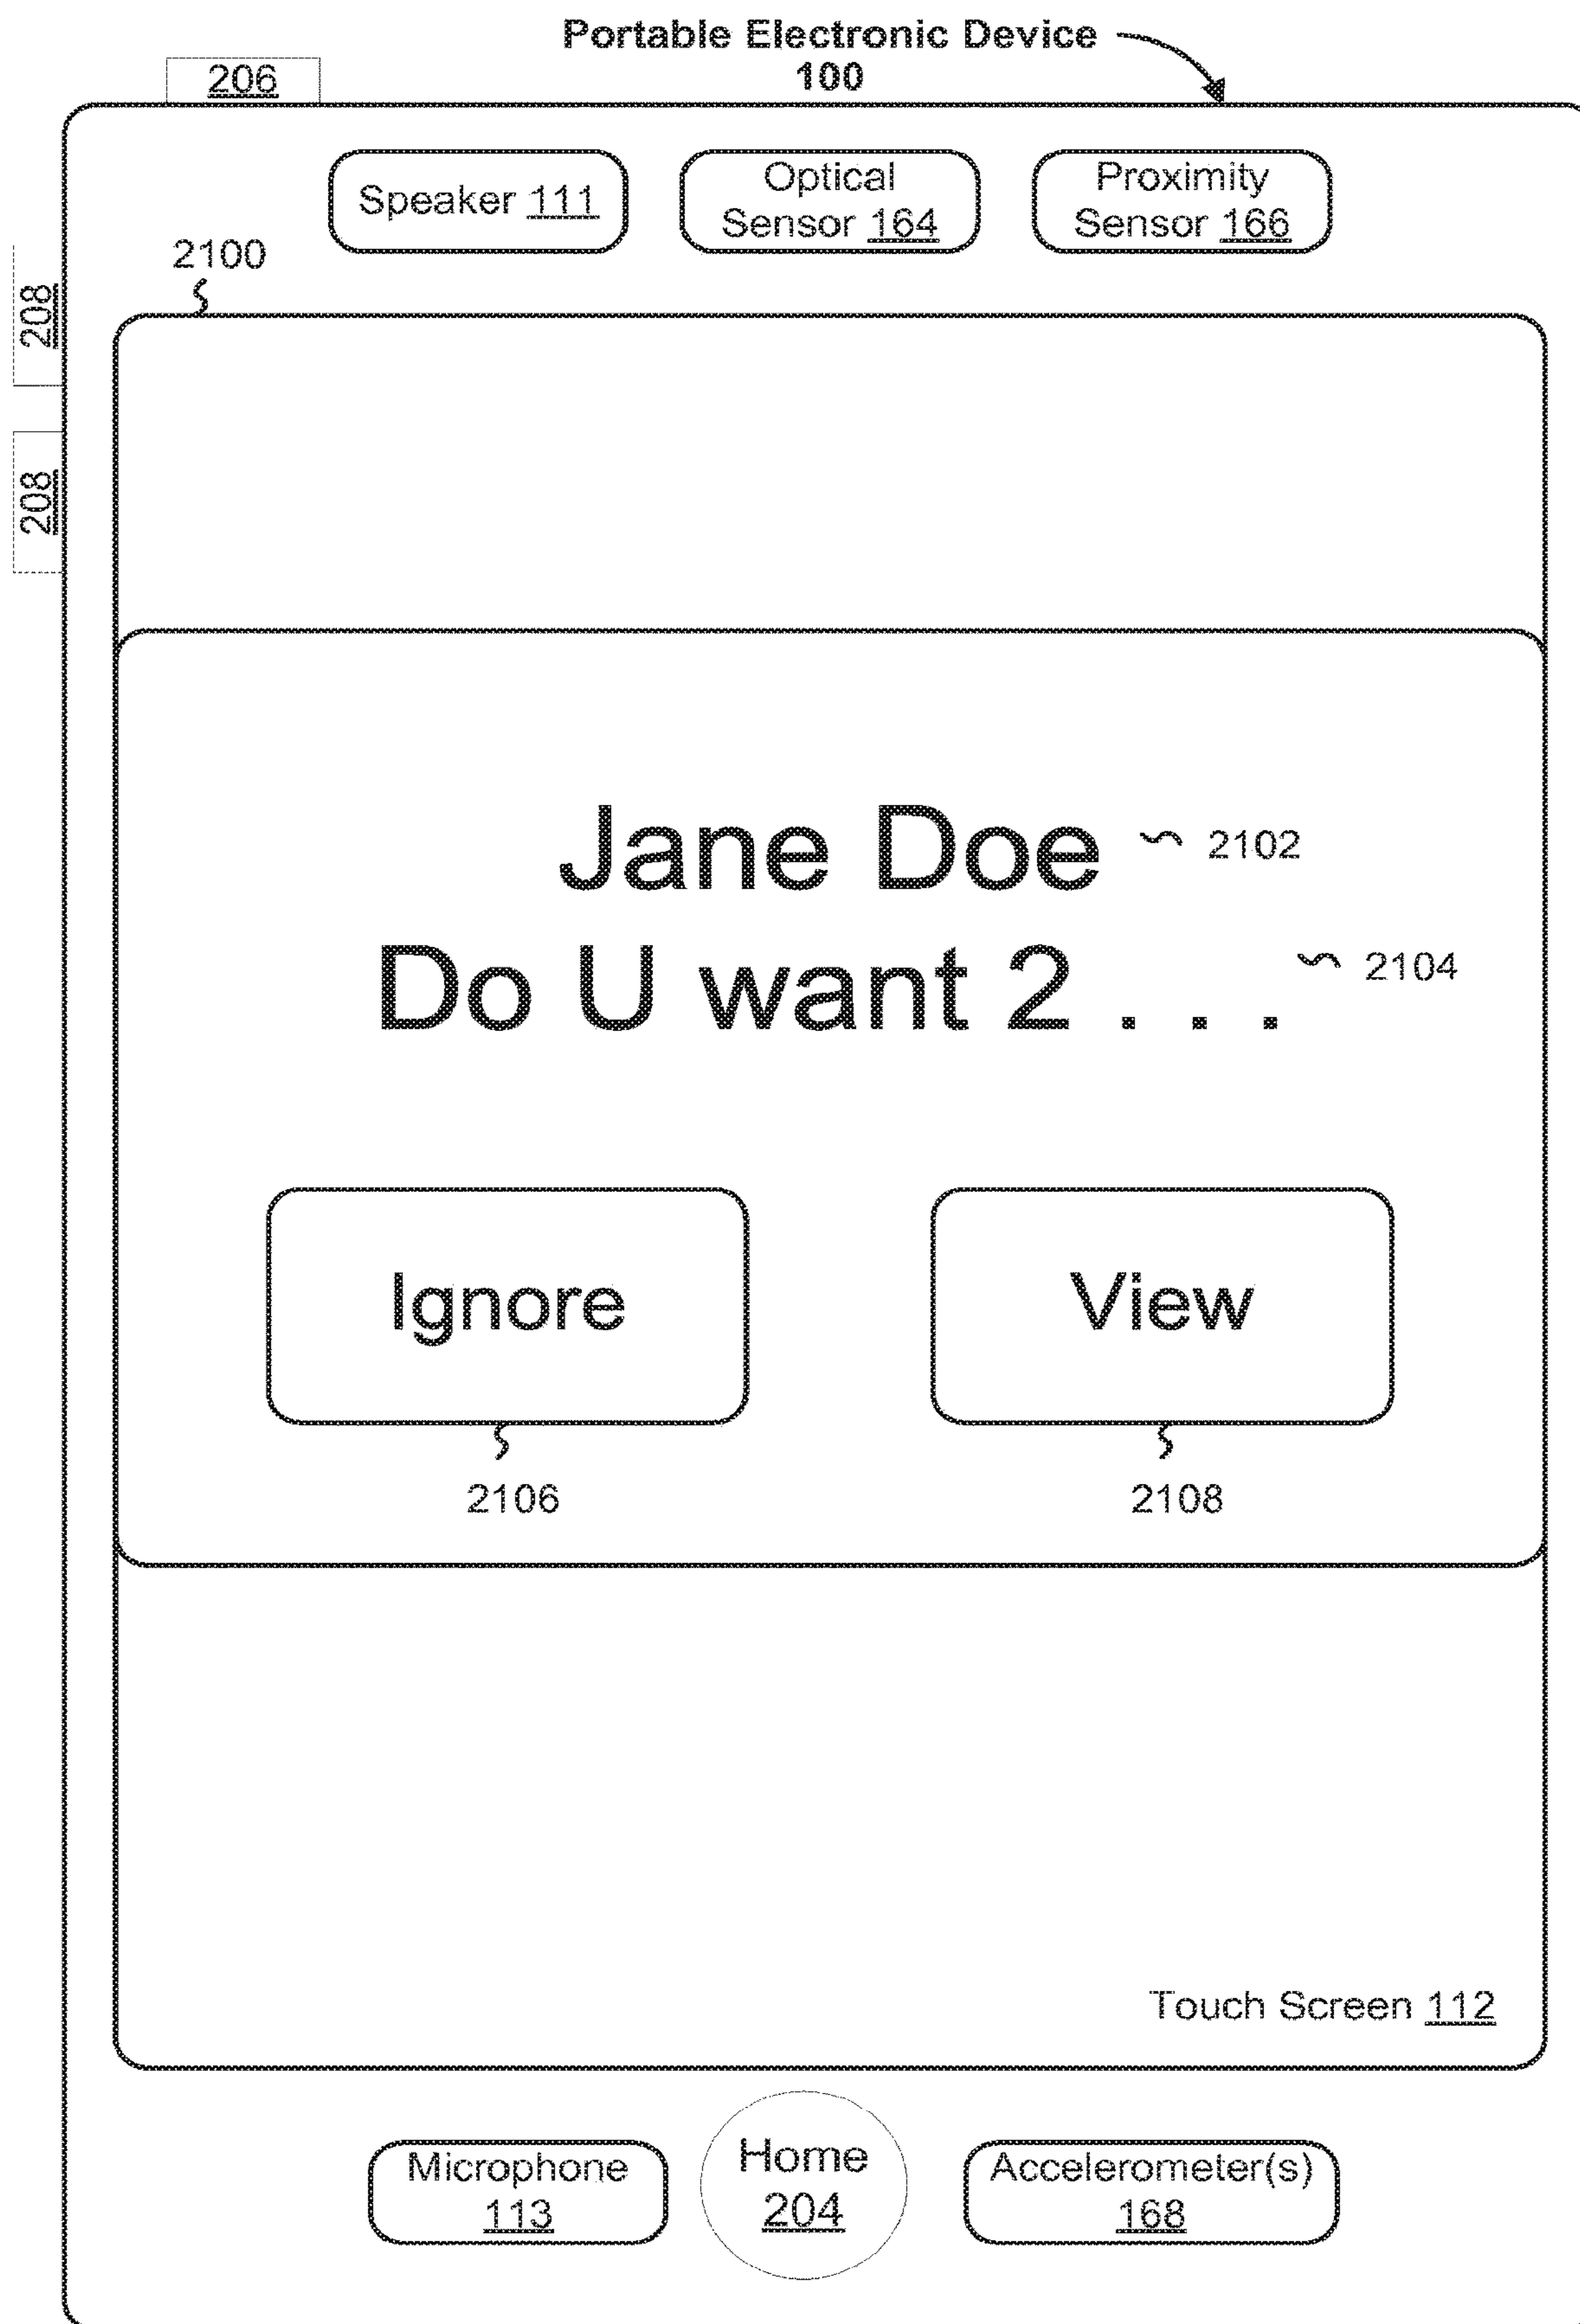 Portable Electronic Device
100
206
Speaker 111
Optical
Sensor 164
Proximity
Sensor 166
2100
208
208
Jane Doe
2102
Do U want 2 . . .
2104
Ignore
View
2106
2108
Touch Screen 112
Microphone
113
Home
204
Accelerometer(s)
168